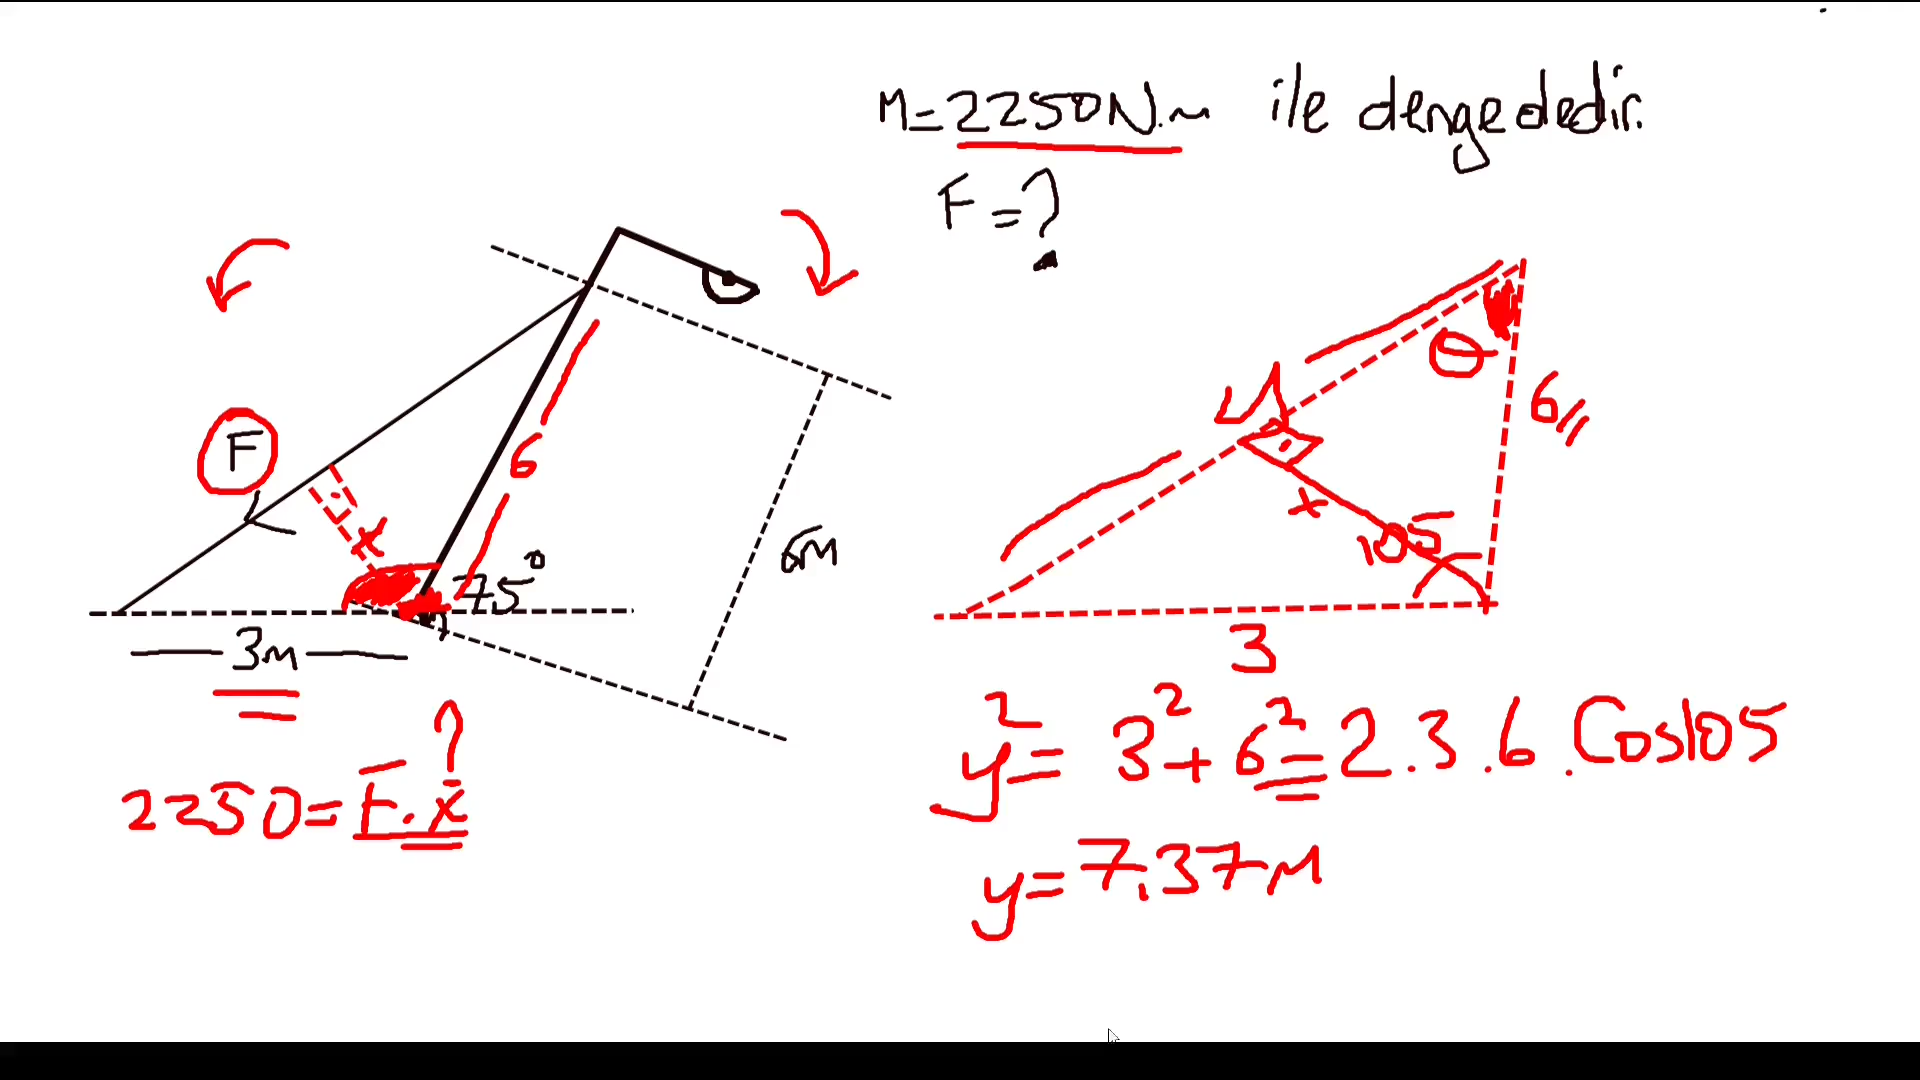 M=2250N.m ile dengededir.
F=?
F
x
6
75°
6m
3m
2250=F.x
?
θ
6
y
x
105
3
y²= 3²+6²-2.3.6.Cos105
y=7.37m